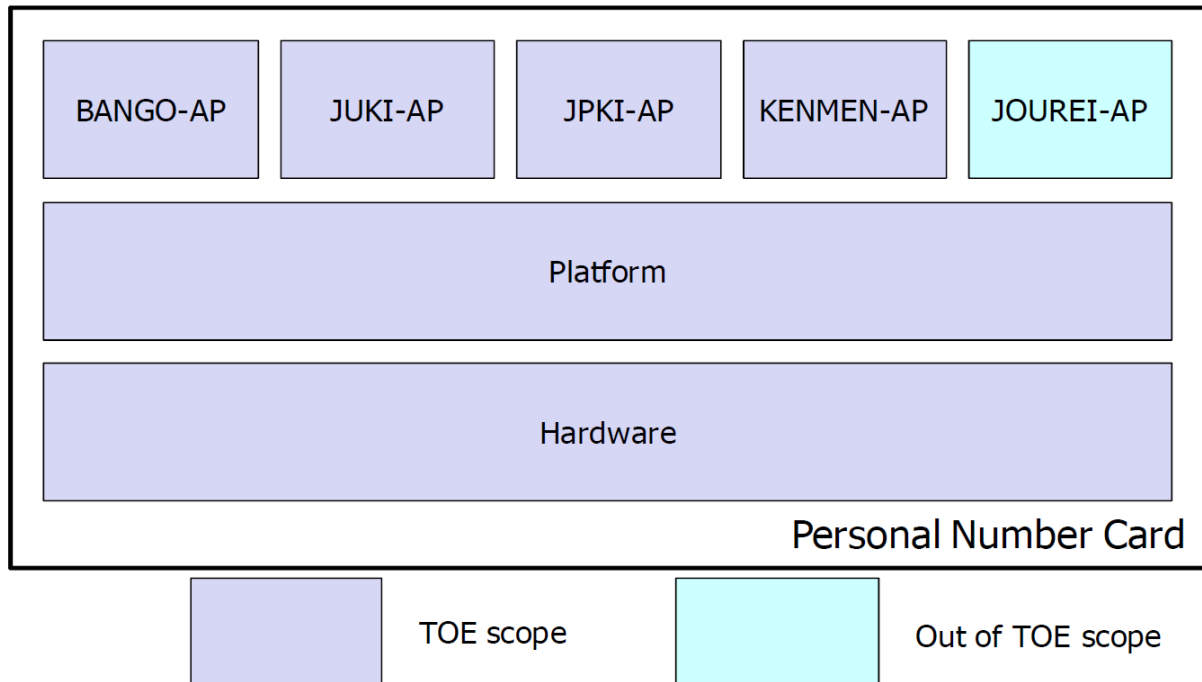 BANGO-AP
JUKI-AP
JPKI-AP
KENMEN-AP
JOUREI-AP
Platform
Hardware
Personal Number Card
TOE scope
Out of TOE scope